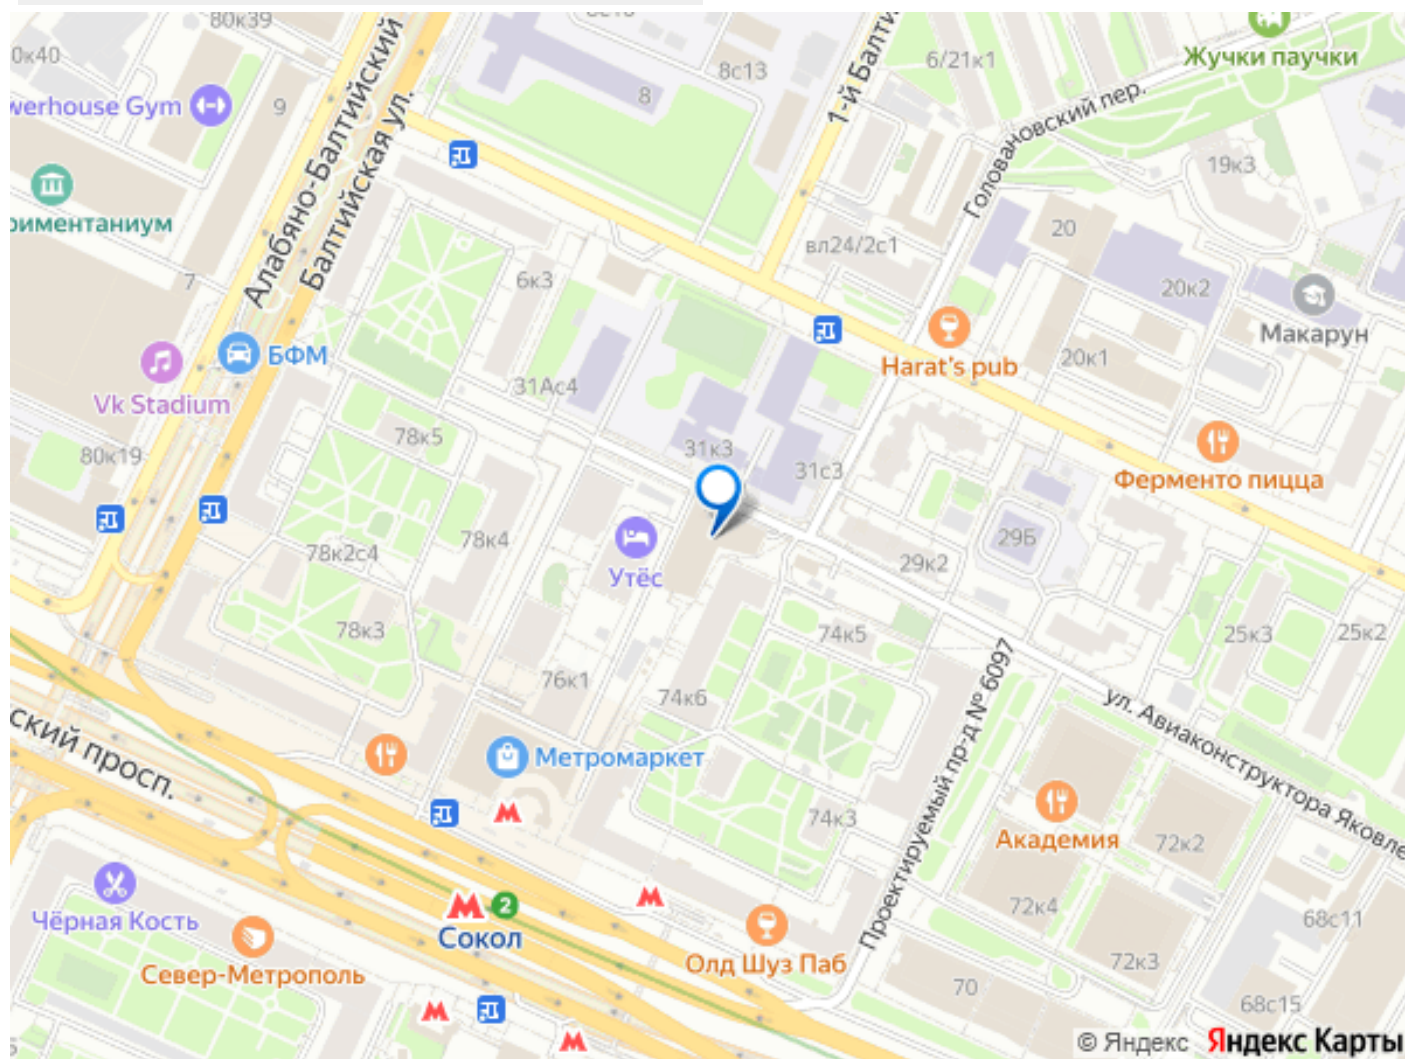 80к39
8с13
6/21к1
Жучки паучки
0к40
werhouse Gym
9
8
1-й Балти
Головановский пер.
Алабяно-Балтийский
Балтийская ул.
19к3
риментаниум
20
вл24/2с1
7
6к3
20к2
Макарун
БФМ
Harat's pub
20к1
Vk Stadium
31Ас4
78к5
80к19
31к3
31с3
Ферменто пицца
78к2с4
78к4
29Б
Утёс
29к2
78к3
74к5
25к3
25к2
76к1
74к6
Проектируемый пр-д № 6097
ул. Авиаконструктора Яковле
ский просп.
Метромаркет
74к3
Академия
72к2
Чёрная Кость
2
Сокол
72к4
68с11
Север-Метрополь
Олд Шуз Паб
72к3
70
68с15
5
© Яндекс Яндекс Карты